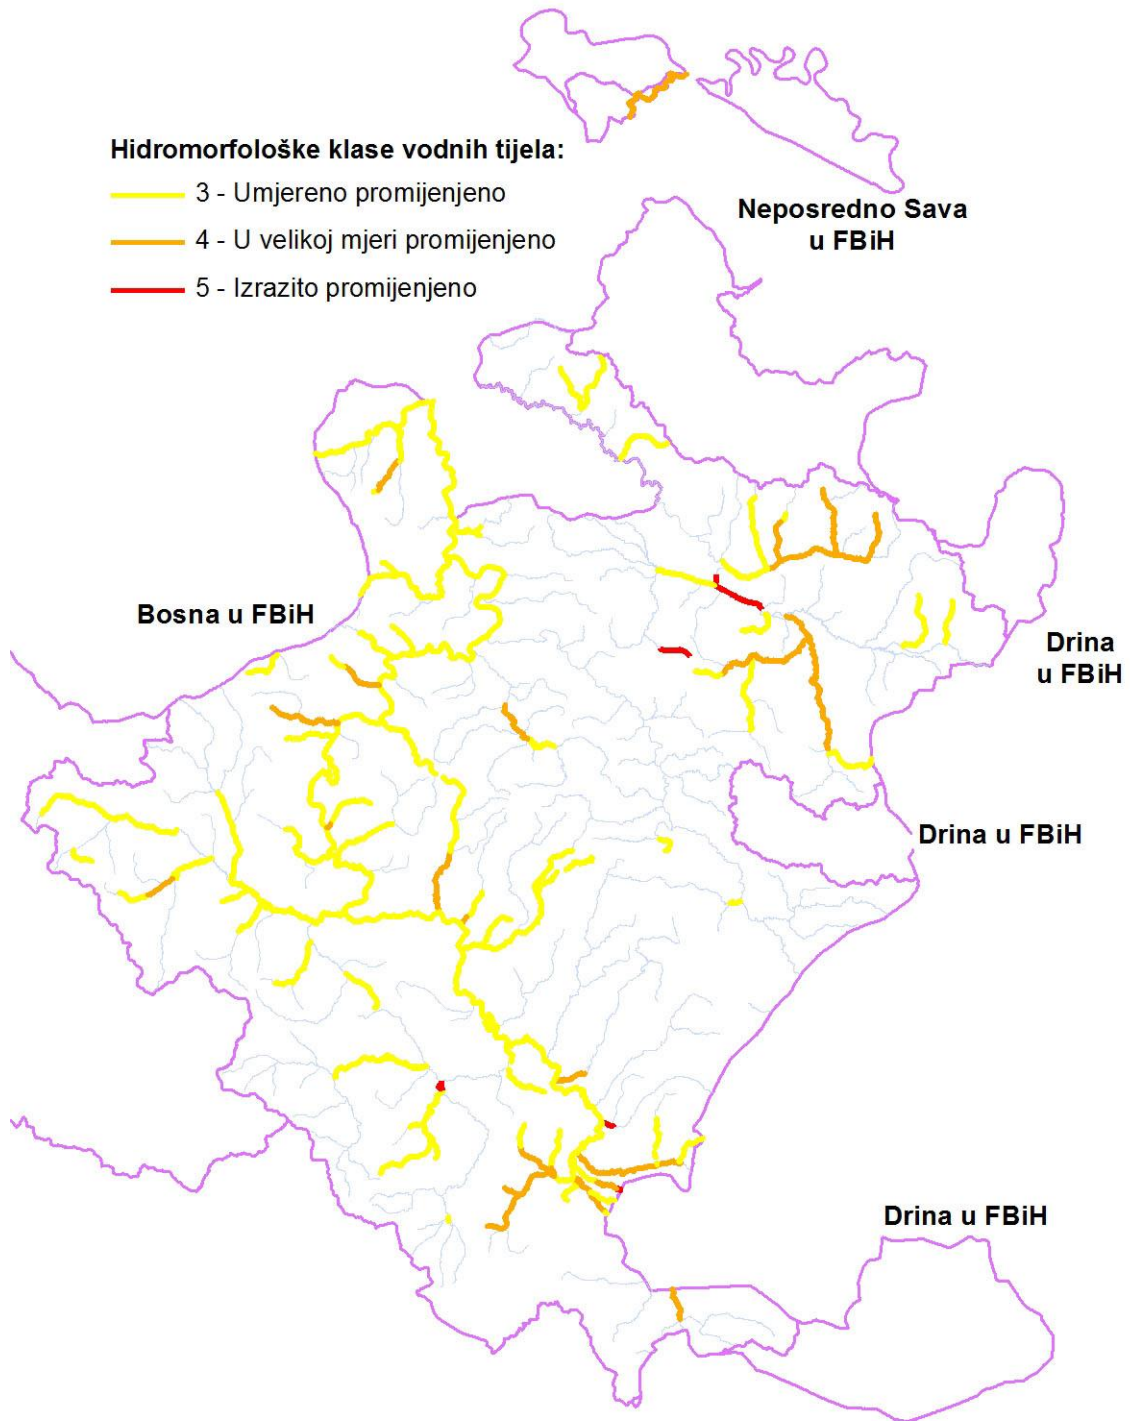 Hidromorfološke klase vodnih tijela:
3 - Umjereno promijenjeno
4 - U velikoj mjeri promijenjeno
5 - Izrazito promijenjeno
Neposredno Sava
u FBiH
Bosna u FBiH
Drina
u FBiH
Drina u FBiH
Drina u FBiH